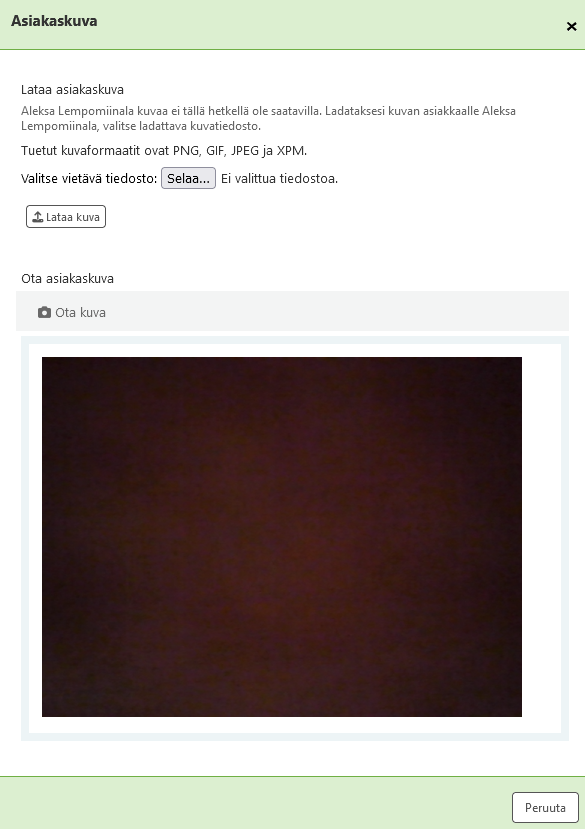 Asiakaskuva
Lataa asiakaskuva
Aleksa Lempomiinala kuvaa ei tällä hetkellä ole saatavilla. Ladataksesi kuvan asiakkaalle Aleksa
Lempomiinala, valitse ladattava kuvatiedosto.
Tuetut kuvaformaatit ovat PNG, GIF, JPEG ja XPM.
Valitse vietävä tiedosto: Selaa... Ei valittua tiedostoa.
Lataa kuva
Ota asiakaskuva
Ota kuva
Peruuta